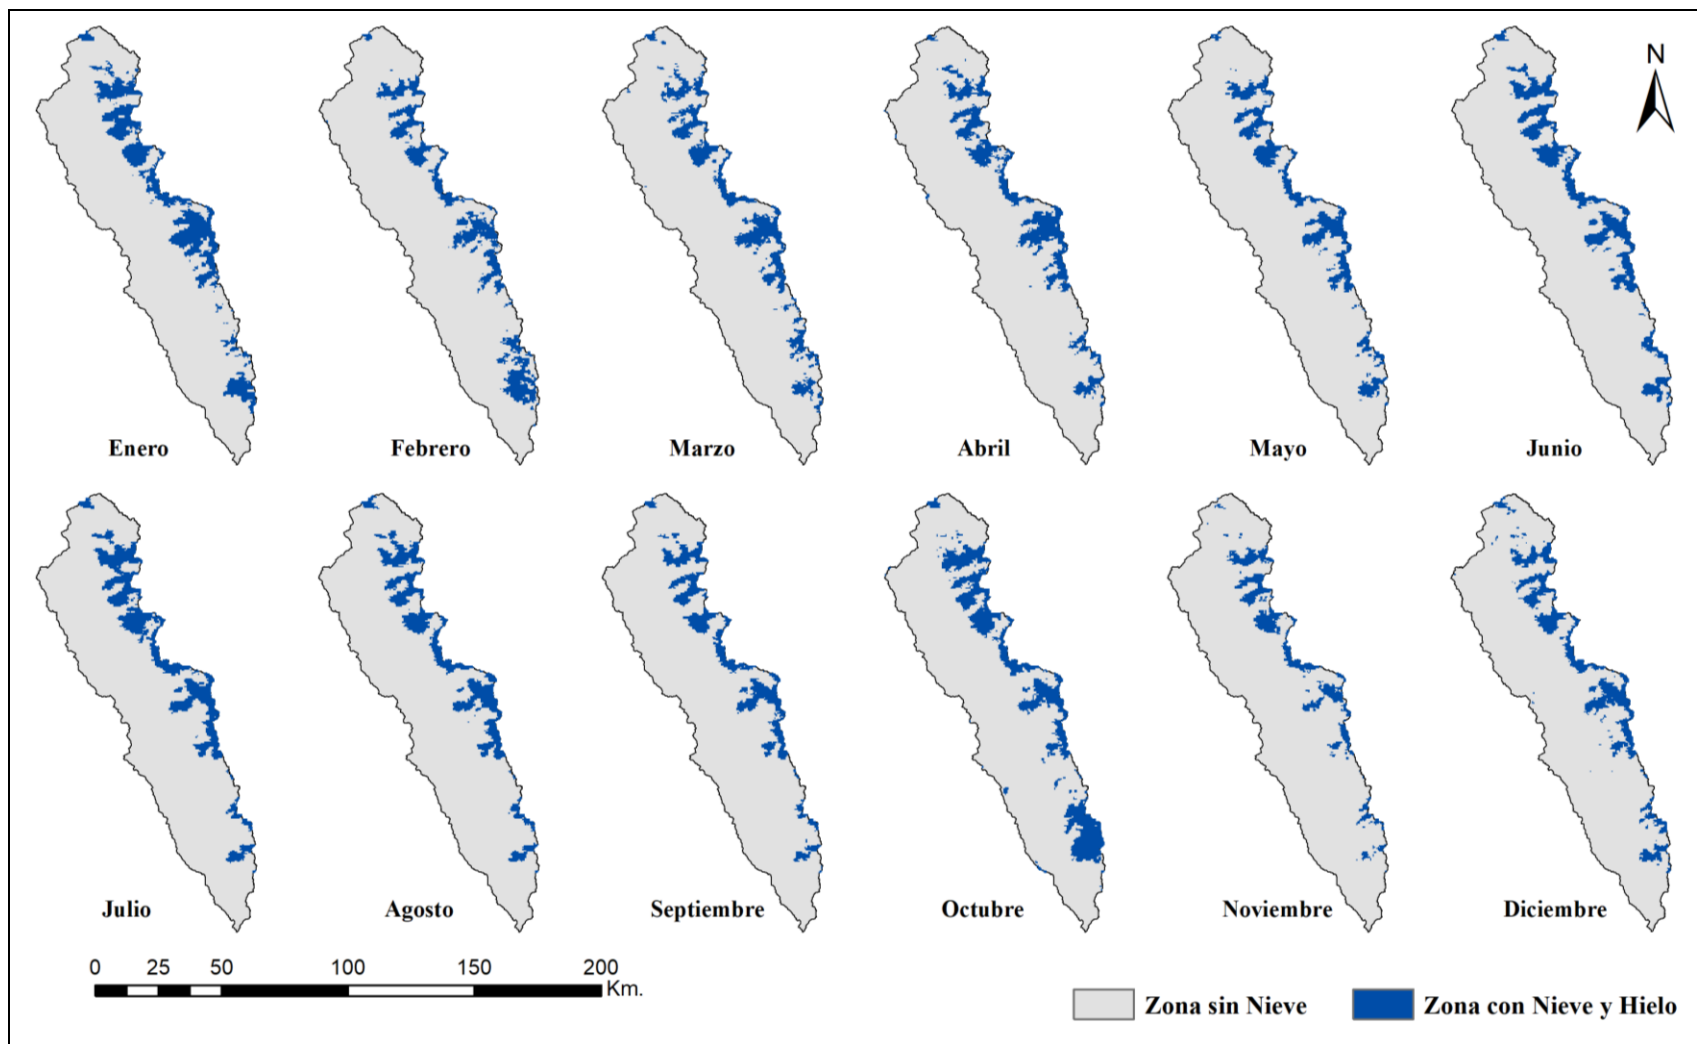 N
Enero
Febrero
Marzo
Abril
Mayo
Junio
Julio
Agosto
Septiembre
Octubre
Noviembre
Diciembre
0 25 50 100 150 200
Km.
Zona sin Nieve
Zona con Nieve y Hielo